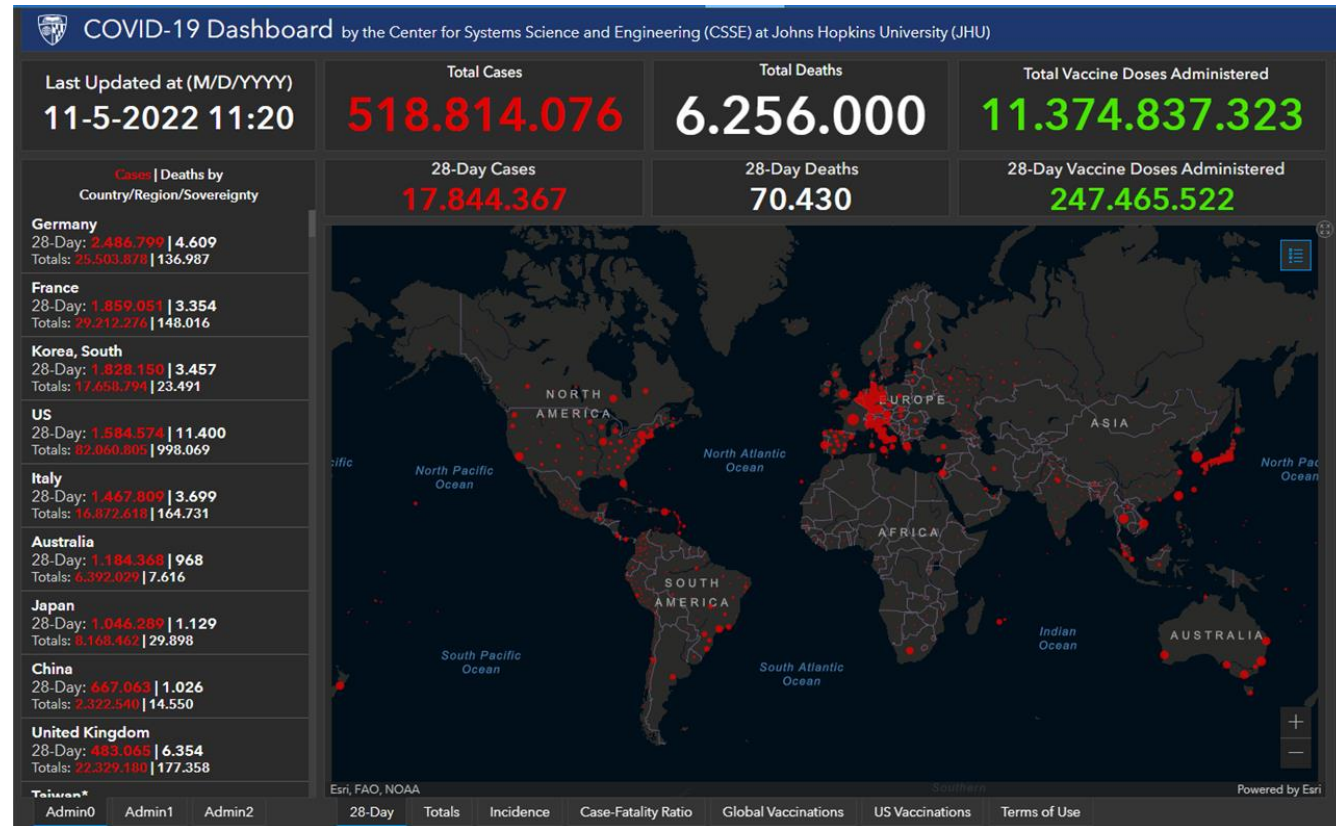 COVID-19 Dashboard by the Center for Systems Science and Engineering (CSSE) at Johns Hopkins University (JHU)
Last Updated at (M/D/YYYY)
11-5-2022 11:20
Total Cases
518.814.076
Total Deaths
6.256.000
Total Vaccine Doses Administered
11.374.837.323
28-Day Cases
17.844.367
28-Day Deaths
70.430
28-Day Vaccine Doses Administered
247.465.522
Cases | Deaths by
Country/Region/Sovereignty
Germany
28-Day: 2.486.799 | 4.609
Totals: 25.503.878 | 136.987
France
28-Day: 1.859.051 | 3.354
Totals: 29.212.276 | 148.016
Korea, South
28-Day: 1.828.150 | 3.457
Totals: 17.658.794 | 23.491
US
28-Day: 1.584.574 | 11.400
Totals: 82.060.805 | 998.069
Italy
28-Day: 1.467.809 | 3.699
Totals: 16.872.618 | 164.731
Australia
28-Day: 1.184.368 | 968
Totals: 6.392.029 | 7.616
Japan
28-Day: 1.046.289 | 1.129
Totals: 8.168.462 | 29.898
China
28-Day: 667.063 | 1.026
Totals: 2.322.540 | 14.550
United Kingdom
28-Day: 483.065 | 6.354
Totals: 22.329.180 | 177.358
Taiwan*
Admin0 Admin1 Admin2
NORTH
AMERICA
EUROPE
ASIA
cific
North Pacific
Ocean
North Atlantic
Ocean
North Pac
Ocean
AFRICA
SOUTH
AMERICA
Indian
Ocean
AUSTRALIA
South Pacific
Ocean
South Atlantic
Ocean
+
−
Southern
Esri, FAO, NOAA
Powered by Esri
28-Day Totals Incidence Case-Fatality Ratio Global Vaccinations US Vaccinations Terms of Use